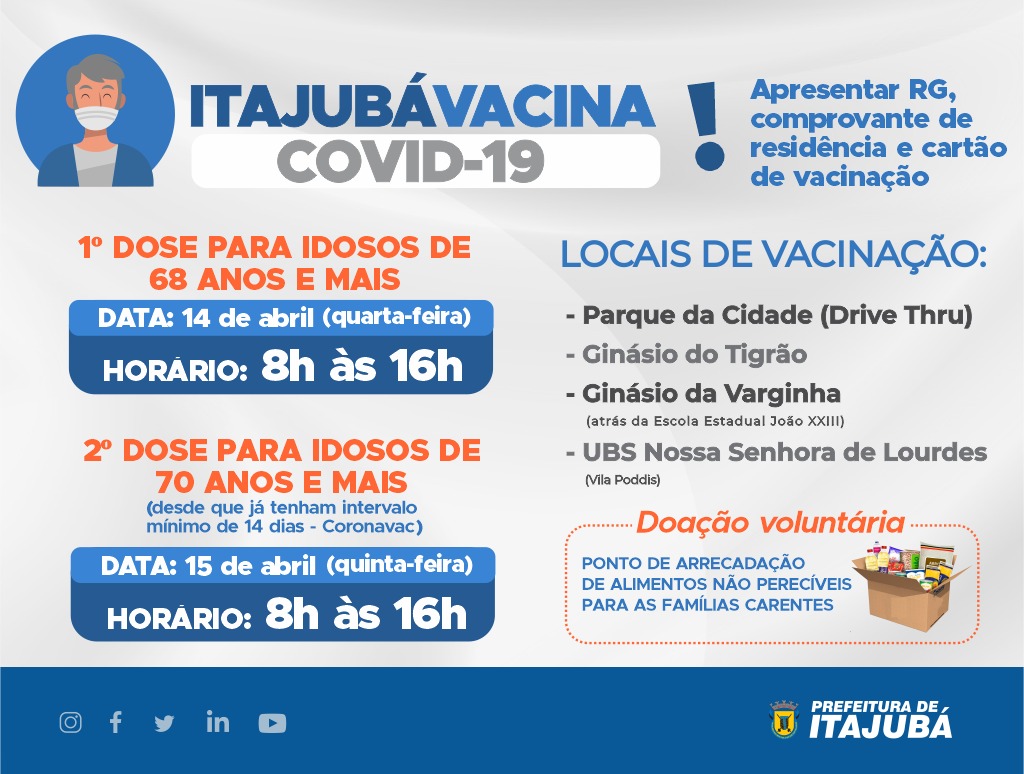 ITAJUBÁVACINA
COVID-19
!
Apresentar RG,
comprovante de
residência e cartão
de vacinação
1º DOSE PARA IDOSOS DE
68 ANOS E MAIS
DATA: 14 de abril (quarta-feira)
HORÁRIO: 8h às 16h
2º DOSE PARA IDOSOS DE
70 ANOS E MAIS
(desde que já tenham intervalo
mínimo de 14 dias - Coronavac)
DATA: 15 de abril (quinta-feira)
HORÁRIO: 8h às 16h
LOCAIS DE VACINAÇÃO:
- Parque da Cidade (Drive Thru)
- Ginásio do Tigrão
- Ginásio da Varginha
(atrás da Escola Estadual João XXIII)
- UBS Nossa Senhora de Lourdes
(Vila Poddis)
Doação voluntária
PONTO DE ARRECADAÇÃO
DE ALIMENTOS NÃO PERECÍVEIS
PARA AS FAMÍLIAS CARENTES
PREFEITURA DE
ITAJUBÁ